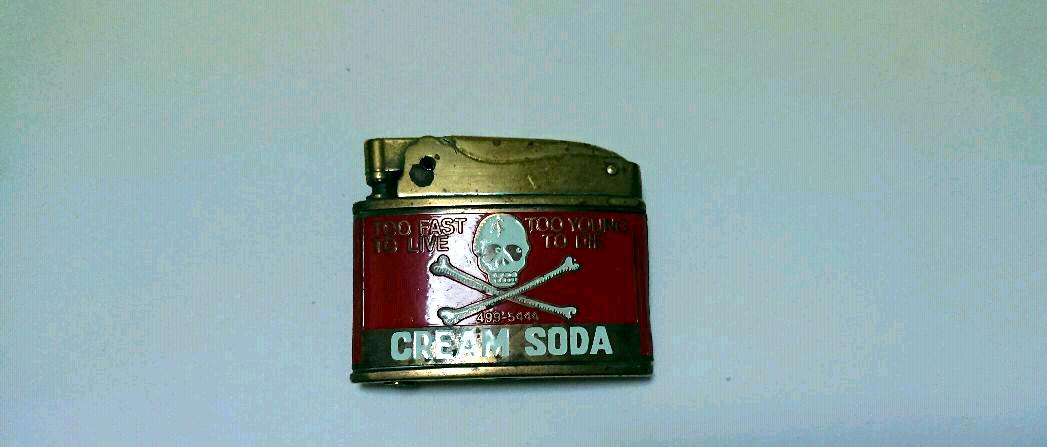 TOO FAST
TO LIVE
TOO YOUNG
TO DIE
499-5444
CREAM SODA